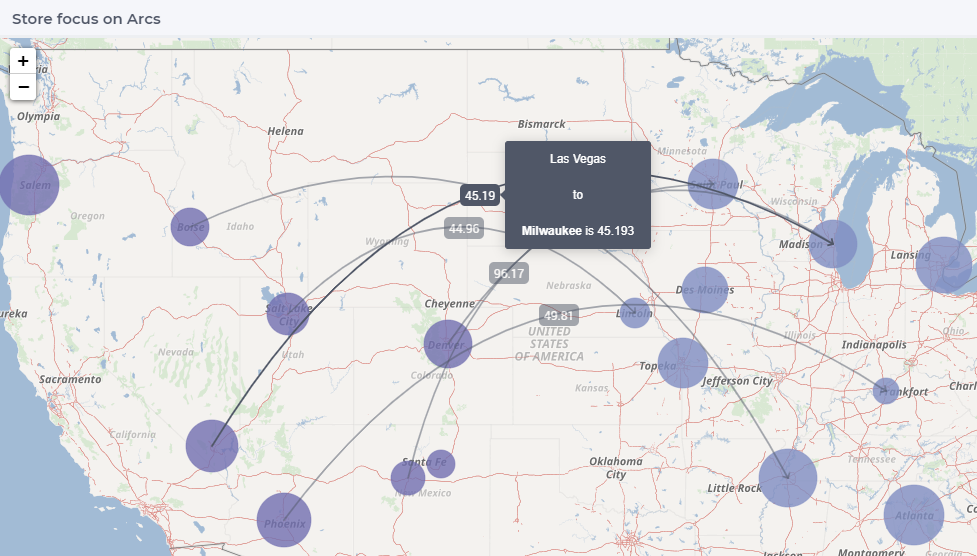 Store focus on Arcs
+
−
Olympia
Helena
Bismarck
Minnesota
Las Vegas
to
Milwaukee is 45.193
Salem
Saint Paul
45.19
Wisconsin
Oregon
Boise
Idaho
44.96
Wyoming
Madison
Lansing
96.17
Nebraska
Des Moines
Cheyenne
Salt Lake
City
49.81
Lincoln
eureka
UNITED
STATES
OF AMERICA
Illinois
Ohio
Nevada
Utah
Denver
Indianapolis
Sacramento
Colorado
Topeka
Jefferson City
Kansas
Frankfort
Charl
California
Santa Fe
Oklahoma
City
Tennessee
New Mexico
Little Rock
Phoenix
Atlanta
Jackson
Montgomery
Georgia